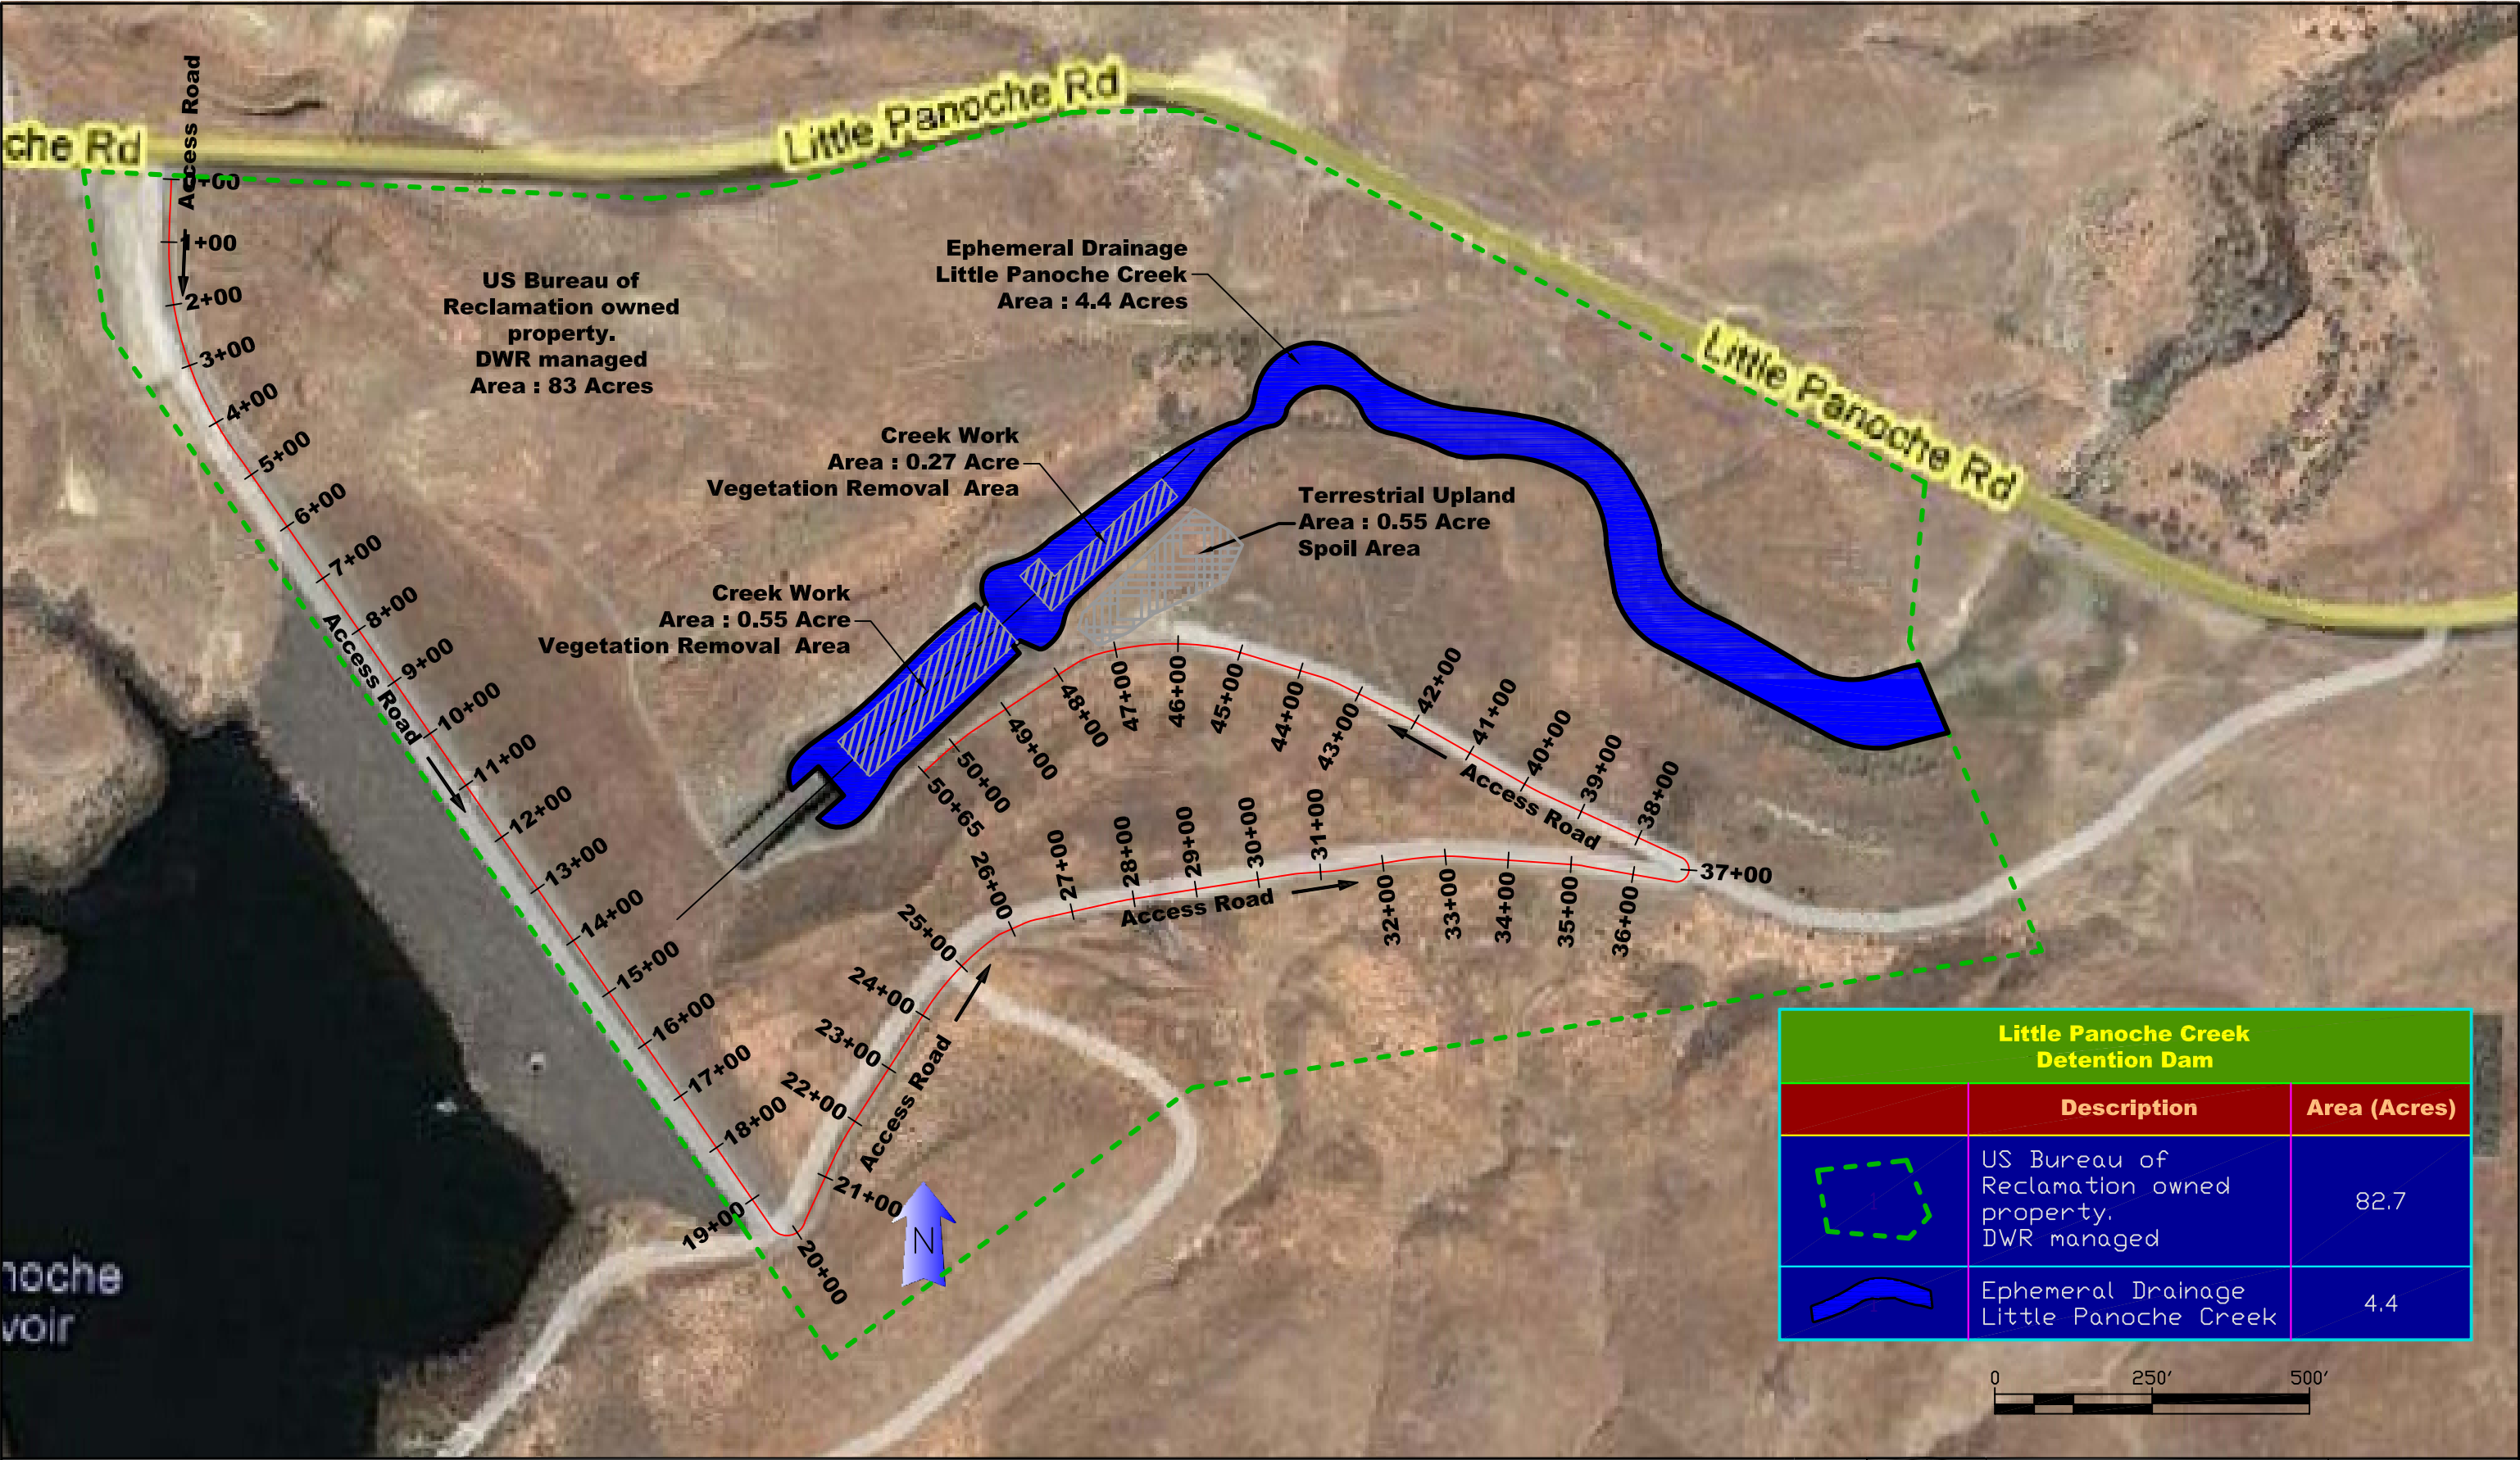 che Rd
Little Panoche Rd
Little Panoche Rd
Access Road
+00
1+00
2+00
3+00
4+00
5+00
6+00
7+00
8+00
9+00
10+00
11+00
12+00
13+00
14+00
15+00
16+00
17+00
18+00
19+00
20+00
21+00
22+00
23+00
24+00
25+00
26+00
27+00
28+00
29+00
30+00
31+00
32+00
33+00
34+00
35+00
36+00
37+00
38+00
39+00
40+00
41+00
42+00
43+00
44+00
45+00
46+00
47+00
48+00
49+00
50+00
50+65
Access Road
Access Road
Access Road
Access Road
US Bureau of
Reclamation owned
property.
DWR managed
Area : 83 Acres
Ephemeral Drainage
Little Panoche Creek
Area : 4.4 Acres
Creek Work
Area : 0.27 Acre
Vegetation Removal Area
Terrestrial Upland
Area : 0.55 Acre
Spoil Area
Creek Work
Area : 0.55 Acre
Vegetation Removal Area
noche
voir
N
Little Panoche Creek
Detention Dam
Description
Area (Acres)
US Bureau of
Reclamation owned
property.
DWR managed
82.7
Ephemeral Drainage
Little Panoche Creek
4.4
0 250' 500'